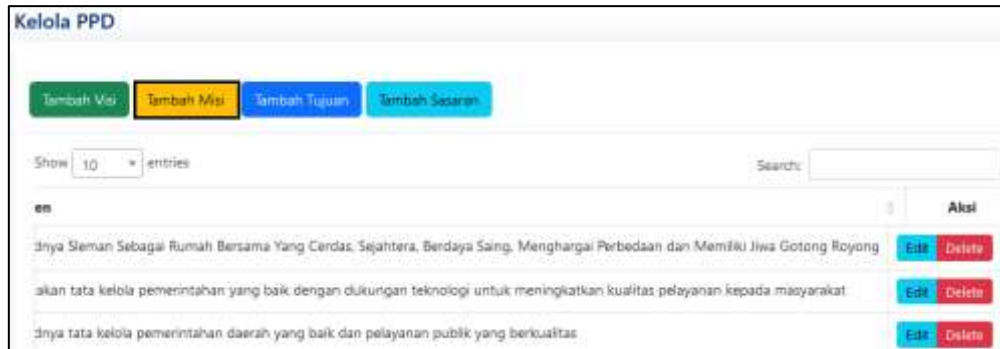 Kelola PPD
Tambah Visi Tambah Misi Tambah Tujuan Tambah Sasaran
Show 10 entries Search:
en Aksi
dnya Sleman Sebagai Rumah Bersama Yang Cerdas, Sejahtera, Berdaya Saing, Menghargai Perbedaan dan Memiliki Jiwa Gotong Royong Edit Delete
akan tata kelola pemerintahan yang baik dengan dukungan teknologi untuk meningkatkan kualitas pelayanan kepada masyarakat Edit Delete
dnya tata kelola pemerintahan daerah yang baik dan pelayanan publik yang berkualitas Edit Delete